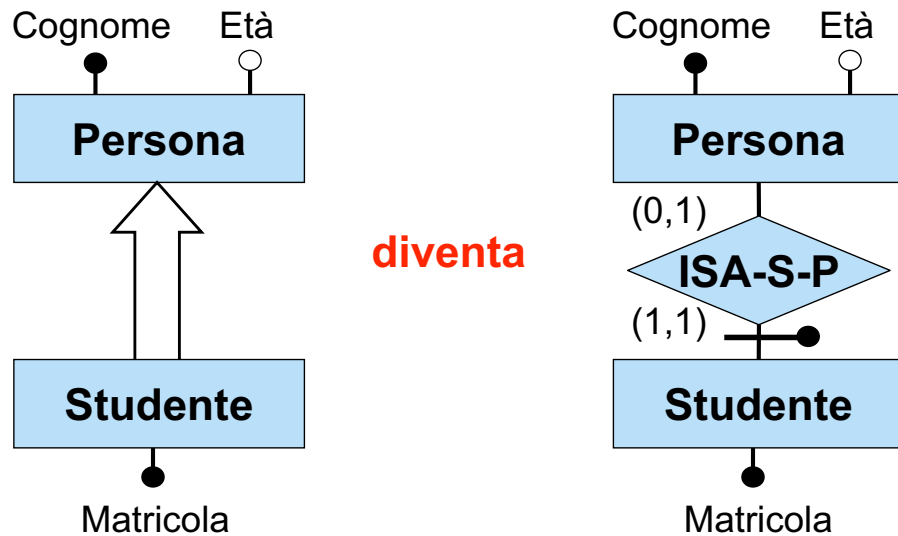 Cognome Età
Persona
Studente
Matricola
diventa
Cognome Età
Persona
(0,1)
ISA-S-P
(1,1)
Studente
Matricola